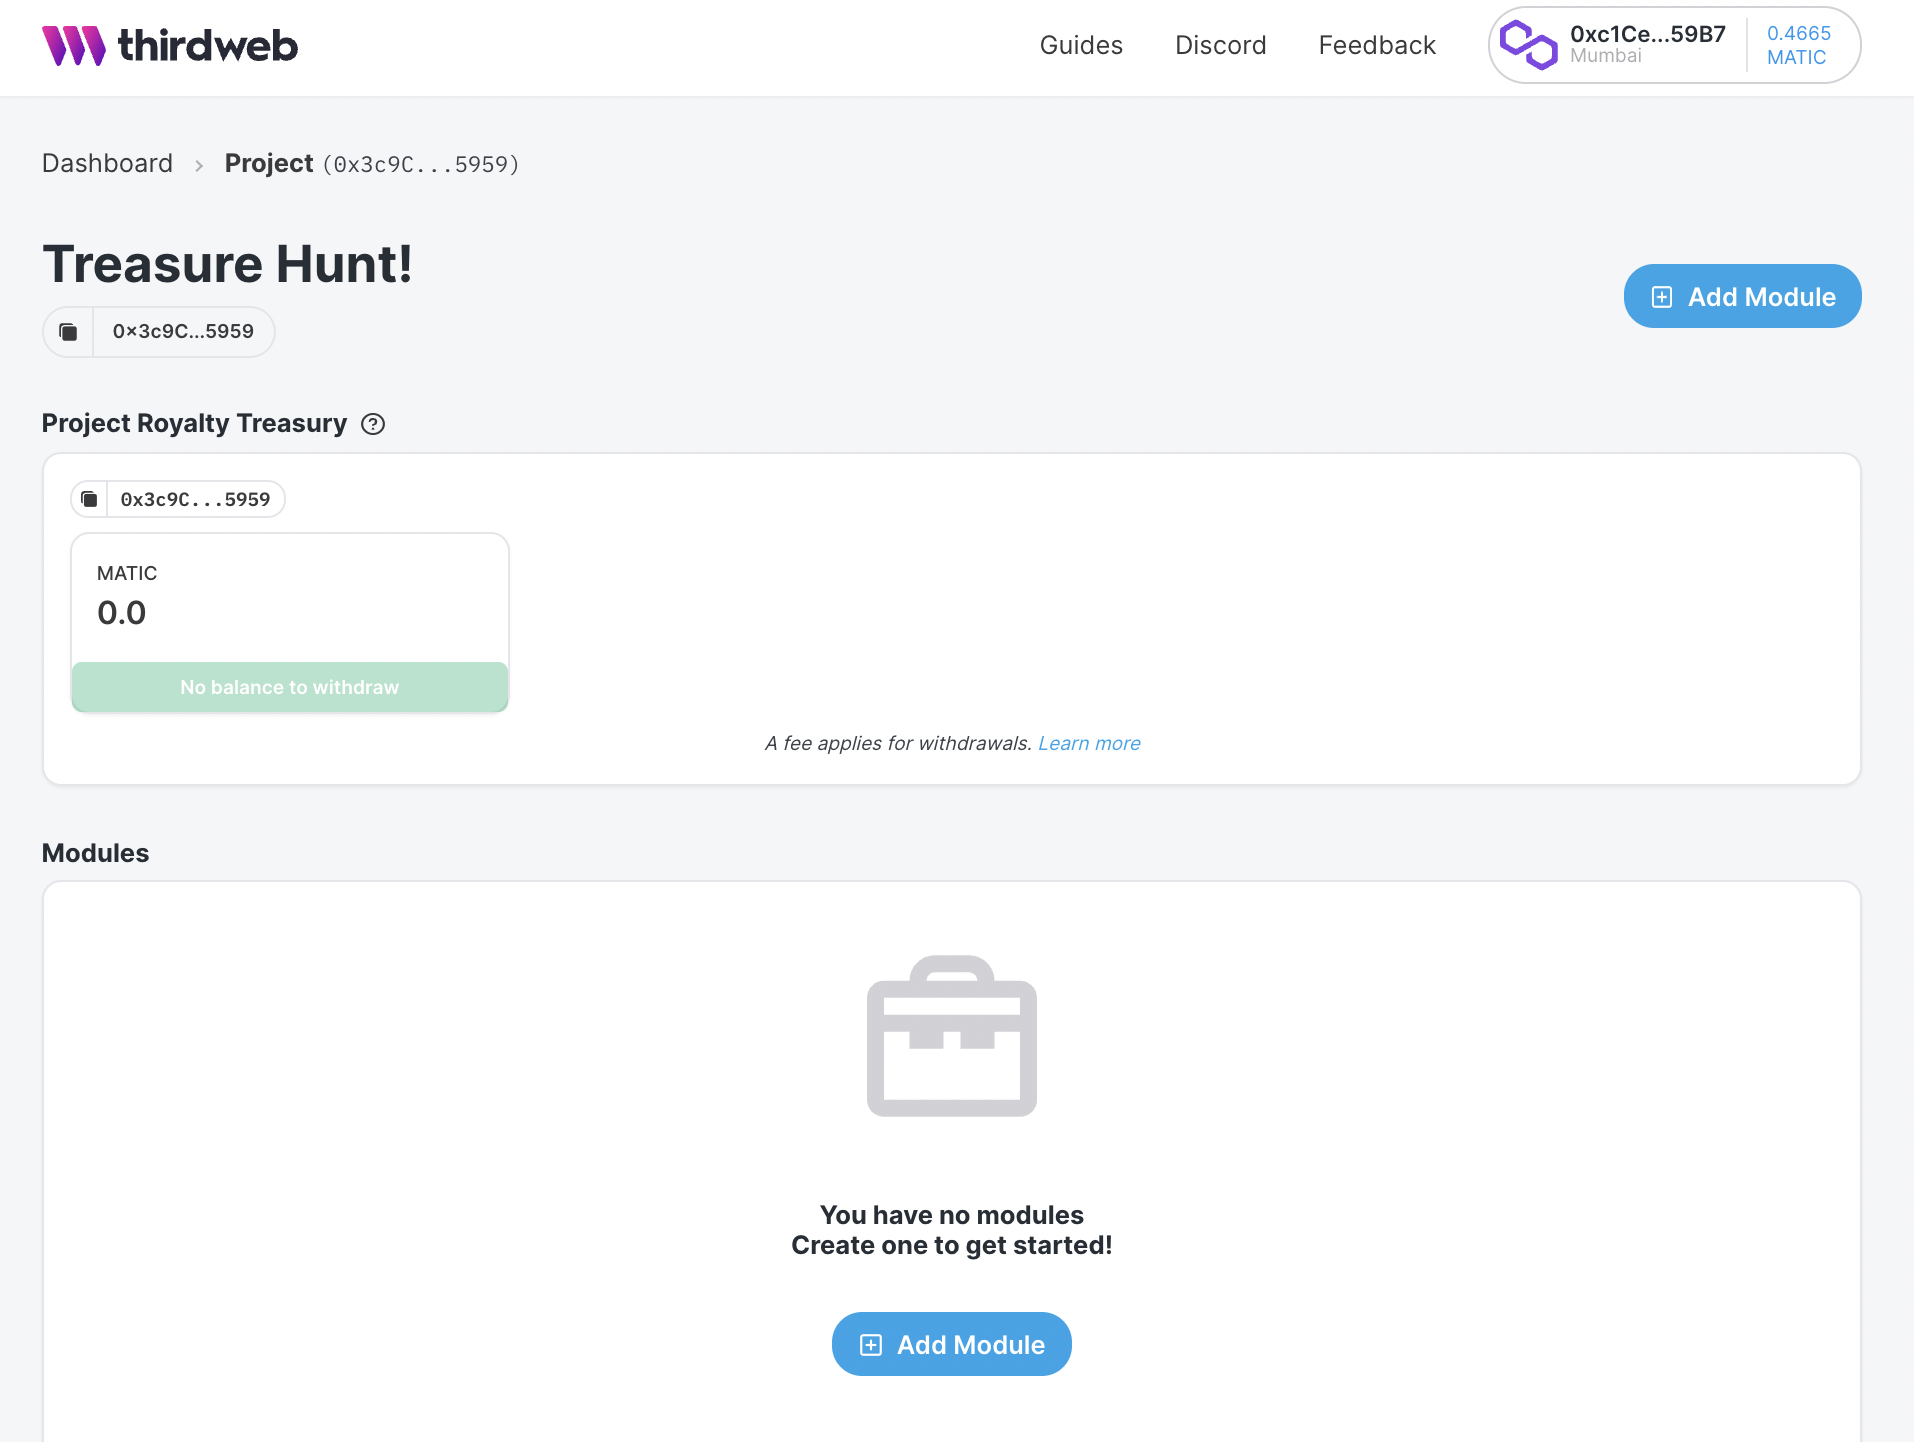 thirdweb
Guides
Discord
Feedback
0xc1Ce...59B7
Mumbai
0.4665
MATIC
Dashboard › Project (0x3c9C...5959)
Treasure Hunt!
0x3c9C...5959
Add Module
Project Royalty Treasury
0x3c9C...5959
MATIC
0.0
No balance to withdraw
A fee applies for withdrawals. Learn more
Modules
You have no modules
Create one to get started!
Add Module